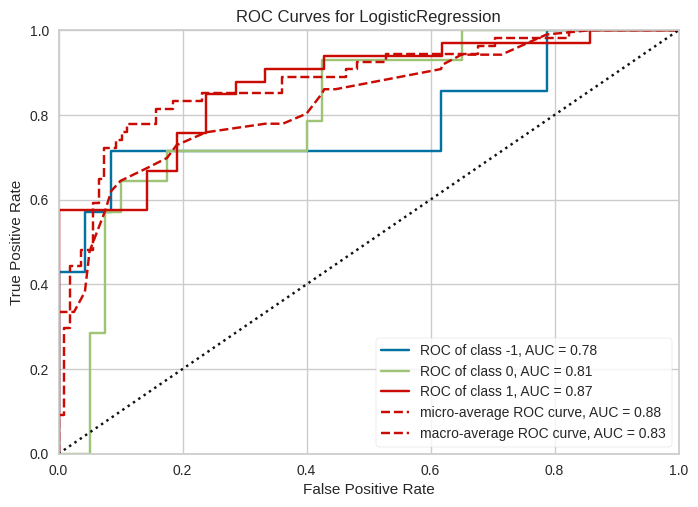 ROC Curves for LogisticRegression
1.0
0.8
0.6
0.4
0.2
0.0
True Positive Rate
ROC of class -1, AUC = 0.78
ROC of class 0, AUC = 0.81
ROC of class 1, AUC = 0.87
micro-average ROC curve, AUC = 0.88
macro-average ROC curve, AUC = 0.83
0.0 0.2 0.4 0.6 0.8 1.0
False Positive Rate